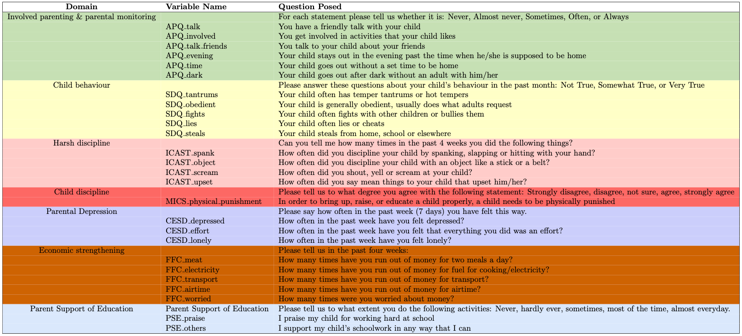 Domain Variable Name Question Posed
Involved parenting & parental monitoring For each statement please tell us whether it is: Never, Almost never, Sometimes, Often, or Always
APQ.talk You have a friendly talk with your child
APQ.involved You get involved in activities that your child likes
APQ.talk.friends You talk to your child about your friends
APQ.evening Your child stays out in the evening past the time when he/she is supposed to be home
APQ.time Your child goes out without a set time to be home
APQ.dark Your child goes out after dark without an adult with him/her
Child behaviour Please answer these questions about your child's behaviour in the past month: Not True, Somewhat True, or Very True
SDQ.tantrums Your child often has temper tantrums or hot tempers
SDQ.obedient Your child is generally obedient, usually does what adults request
SDQ.fights Your child often fights with other children or bullies them
SDQ.lies Your child often lies or cheats
SDQ.steals Your child steals from home, school or elsewhere
Harsh discipline Can you tell me how many times in the past 4 weeks you did the following things?
ICAST.spank How often did you discipline your child by spanking, slapping or hitting with your hand?
ICAST.object How often did you discipline your child with an object like a stick or a belt?
ICAST.scream How often did you shout, yell or scream at your child?
ICAST.upset How often did you say mean things to your child that upset him/her?
Child discipline Please tell us to what degree you agree with the following statement: Strongly disagree, disagree, not sure, agree, strongly agree
MICS.physical.punishment In order to bring up, raise, or educate a child properly, a child needs to be physically punished
Parental Depression Please say how often in the past week (7 days) you have felt this way.
CESD.depressed How often in the past week have you felt depressed?
CESD.effort How often in the past week have you felt that everything you did was an effort?
CESD.lonely How often in the past week have you felt lonely?
Economic strengthening Please tell us in the past four weeks:
FFC.meat How many times have you run out of money for two meals a day?
FFC.electricity How many times have you run out of money for fuel for cooking/electricity?
FFC.transport How many times have you run out of money for transport?
FFC.airtime How many times have you run out of money for airtime?
FFC.worried How many times were you worried about money?
Parent Support of Education Parent Support of Education Please tell us to what extent you do the following activities: Never, hardly ever, sometimes, most of the time, almost everyday.
PSE.praise I praise my child for working hard at school
PSE.others I support my child's schoolwork in any way that I can